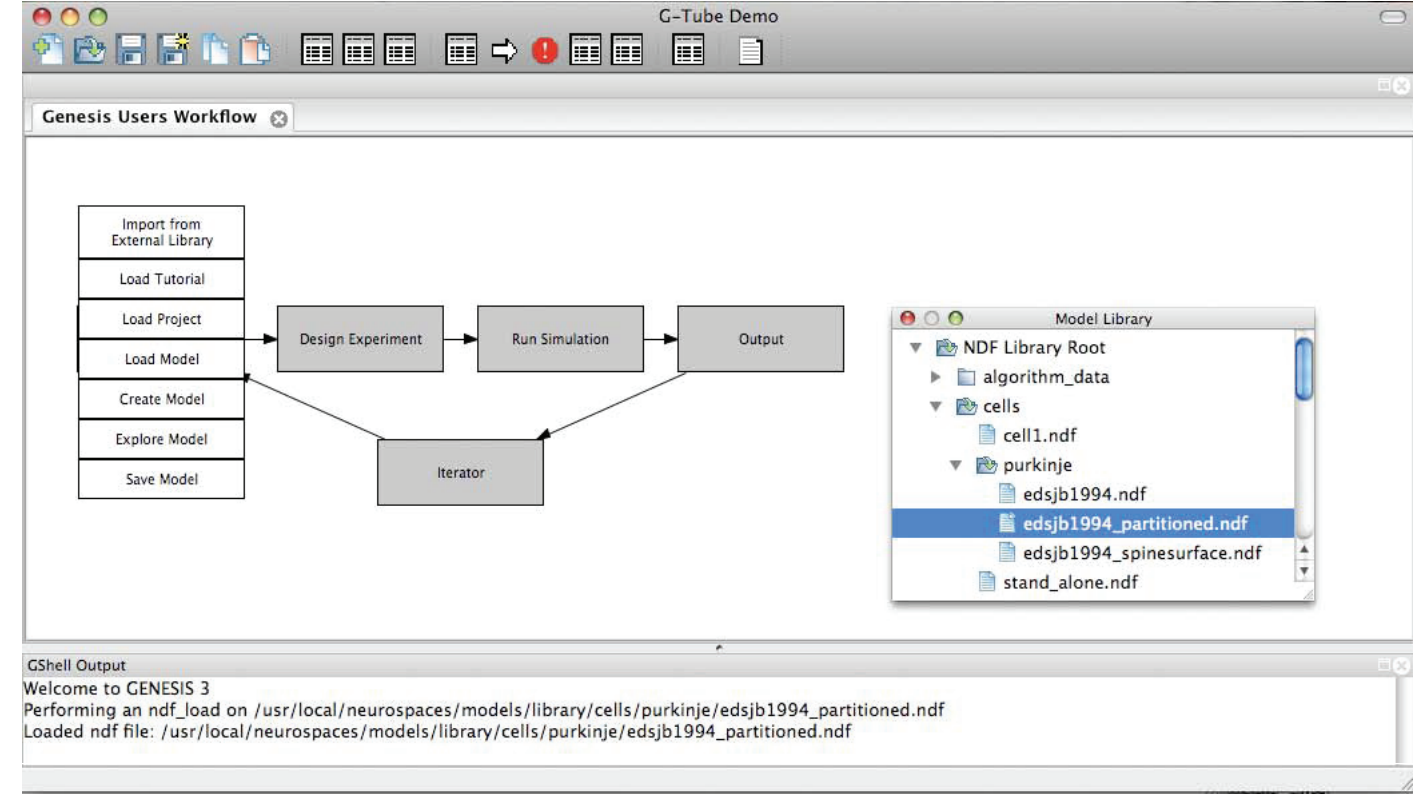 G-Tube Demo
Genesis Users Workflow
Import from
External Library
Load Tutorial
Load Project
Load Model
Create Model
Explore Model
Save Model
Design Experiment
Run Simulation
Output
Iterator
Model Library
NDF Library Root
algorithm_data
cells
cell1.ndf
purkinje
edsjb1994.ndf
edsjb1994_partitioned.ndf
edsjb1994_spinesurface.ndf
stand_alone.ndf
GShell Output
Welcome to GENESIS 3
Performing an ndf_load on /usr/local/neurospaces/models/library/cells/purkinje/edsjb1994_partitioned.ndf
Loaded ndf file: /usr/local/neurospaces/models/library/cells/purkinje/edsjb1994_partitioned.ndf